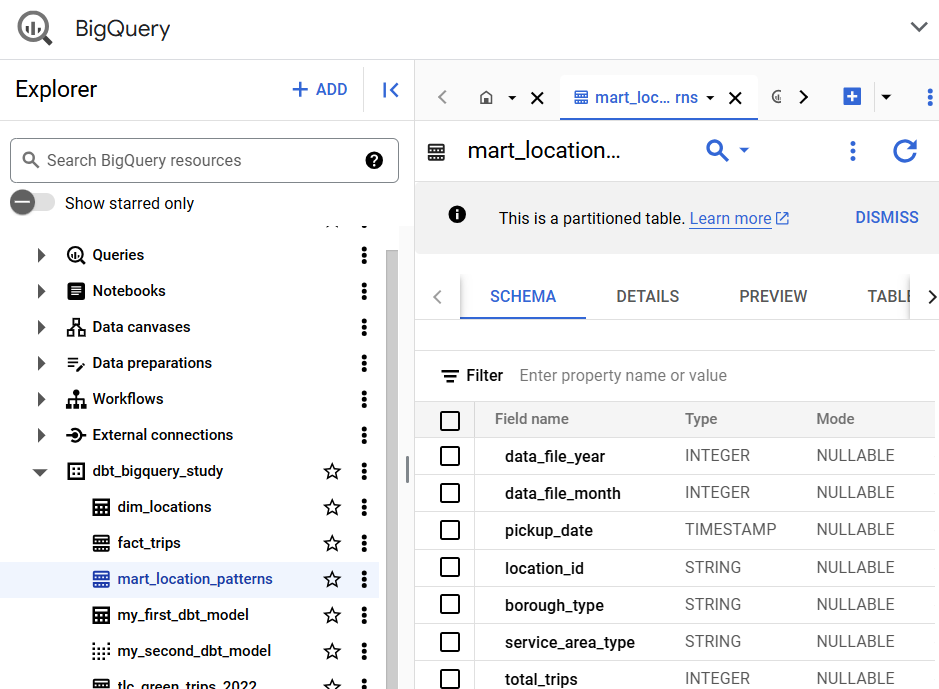 BigQuery
Explorer
+ ADD
Search BigQuery resources
Show starred only
Queries
Notebooks
Data canvases
Data preparations
Workflows
External connections
dbt_bigquery_study
dim_locations
fact_trips
mart_location_patterns
my_first_dbt_model
my_second_dbt_model
tlc_green_trips_2022
mart_loc... rns
mart_location...
This is a partitioned table. Learn more
DISMISS
SCHEMA DETAILS PREVIEW TABLE
Filter Enter property name or value
Field name Type Mode
data_file_year INTEGER NULLABLE
data_file_month INTEGER NULLABLE
pickup_date TIMESTAMP NULLABLE
location_id STRING NULLABLE
borough_type STRING NULLABLE
service_area_type STRING NULLABLE
total_trips INTEGER NULLABLE